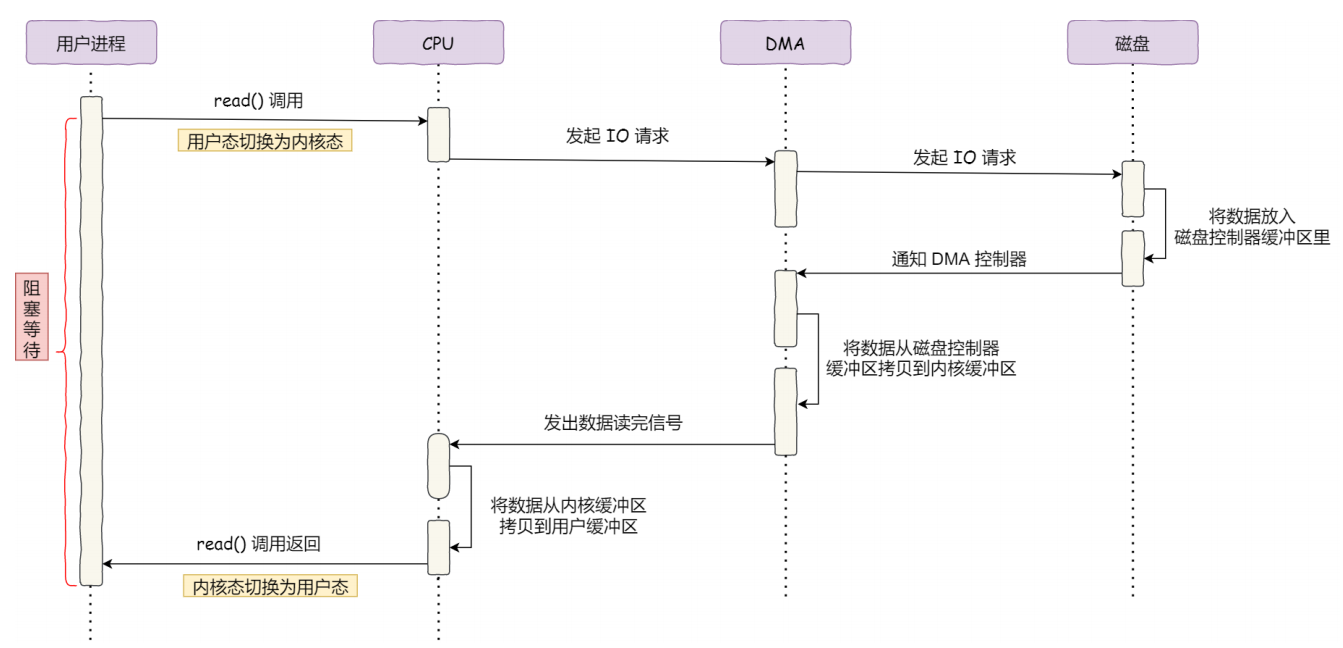 用户进程
CPU
DMA
磁盘
read() 调用
用户态切换为内核态
发起 IO 请求
发起 IO 请求
将数据放入
磁盘控制器缓冲区里
通知 DMA 控制器
阻
塞
等
待
将数据从磁盘控制器
缓冲区拷贝到内核缓冲区
发出数据读完信号
将数据从内核缓冲区
拷贝到用户缓冲区
read() 调用返回
内核态切换为用户态